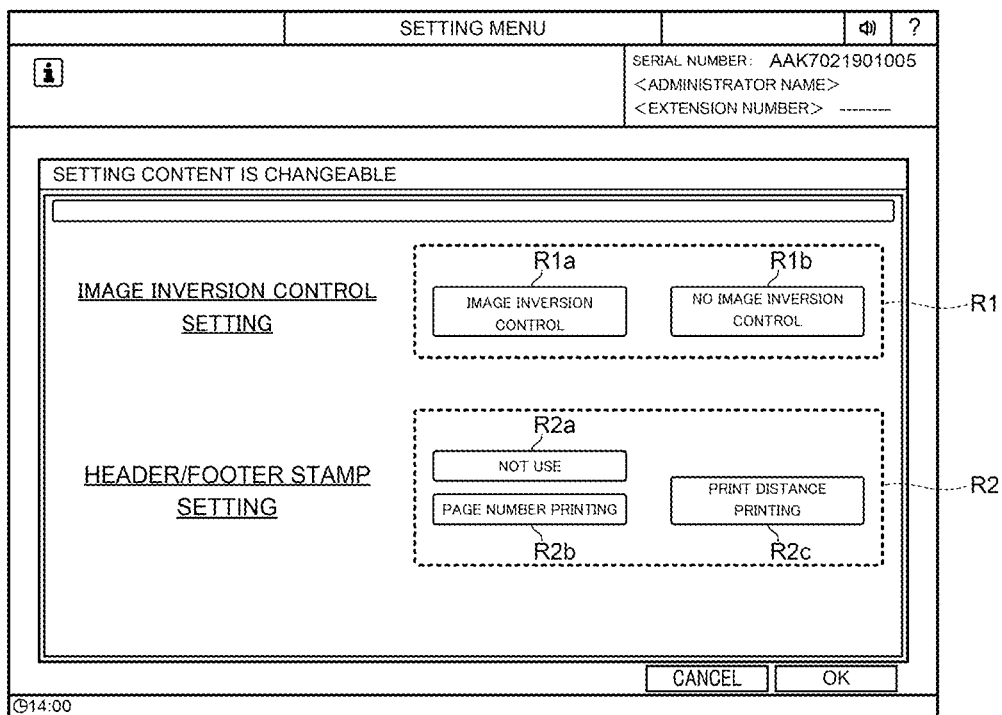 SETTING MENU
?
i
SERIAL NUMBER: AAK7021901005
<ADMINISTRATOR NAME>
<EXTENSION NUMBER> --------
SETTING CONTENT IS CHANGEABLE
R1a
R1b
IMAGE INVERSION CONTROL
SETTING
IMAGE INVERSION
CONTROL
NO IMAGE INVERSION
CONTROL
R1
R2a
HEADER/FOOTER STAMP
SETTING
NOT USE
PAGE NUMBER PRINTING
PRINT DISTANCE
PRINTING
R2
R2b
R2c
CANCEL
OK
14:00